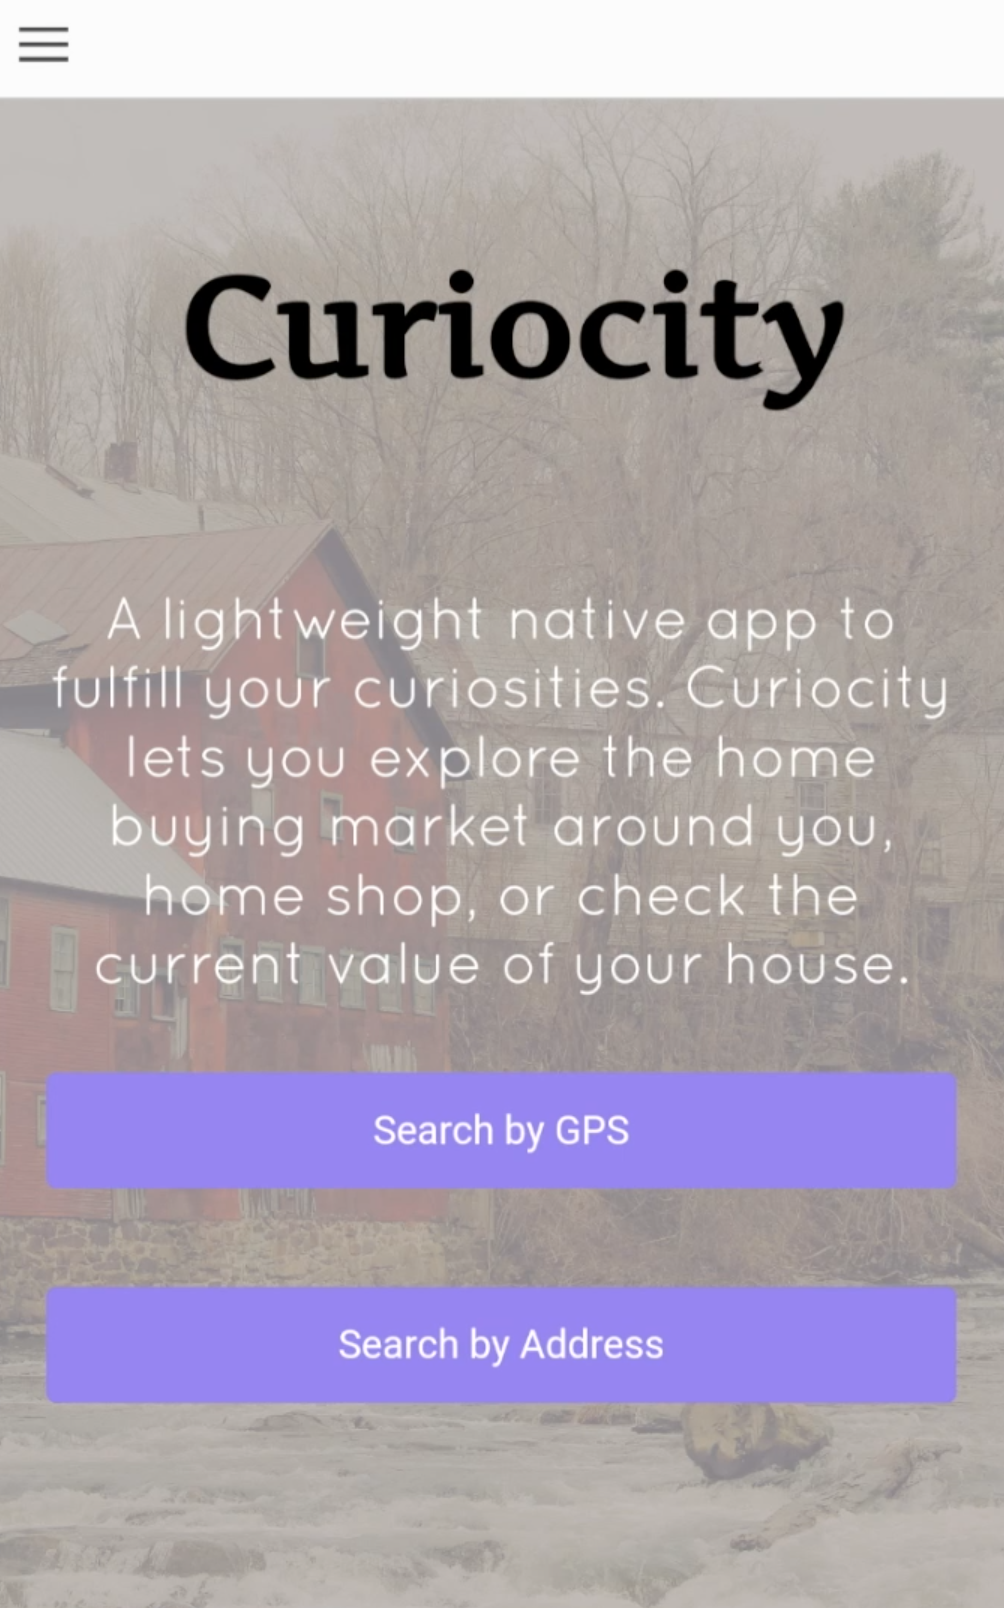 Curiocity
A lightweight native app to
fulfill your curiosities. Curiocity
lets you explore the home
buying market around you,
home shop, or check the
current value of your house.
Search by GPS
Search by Address